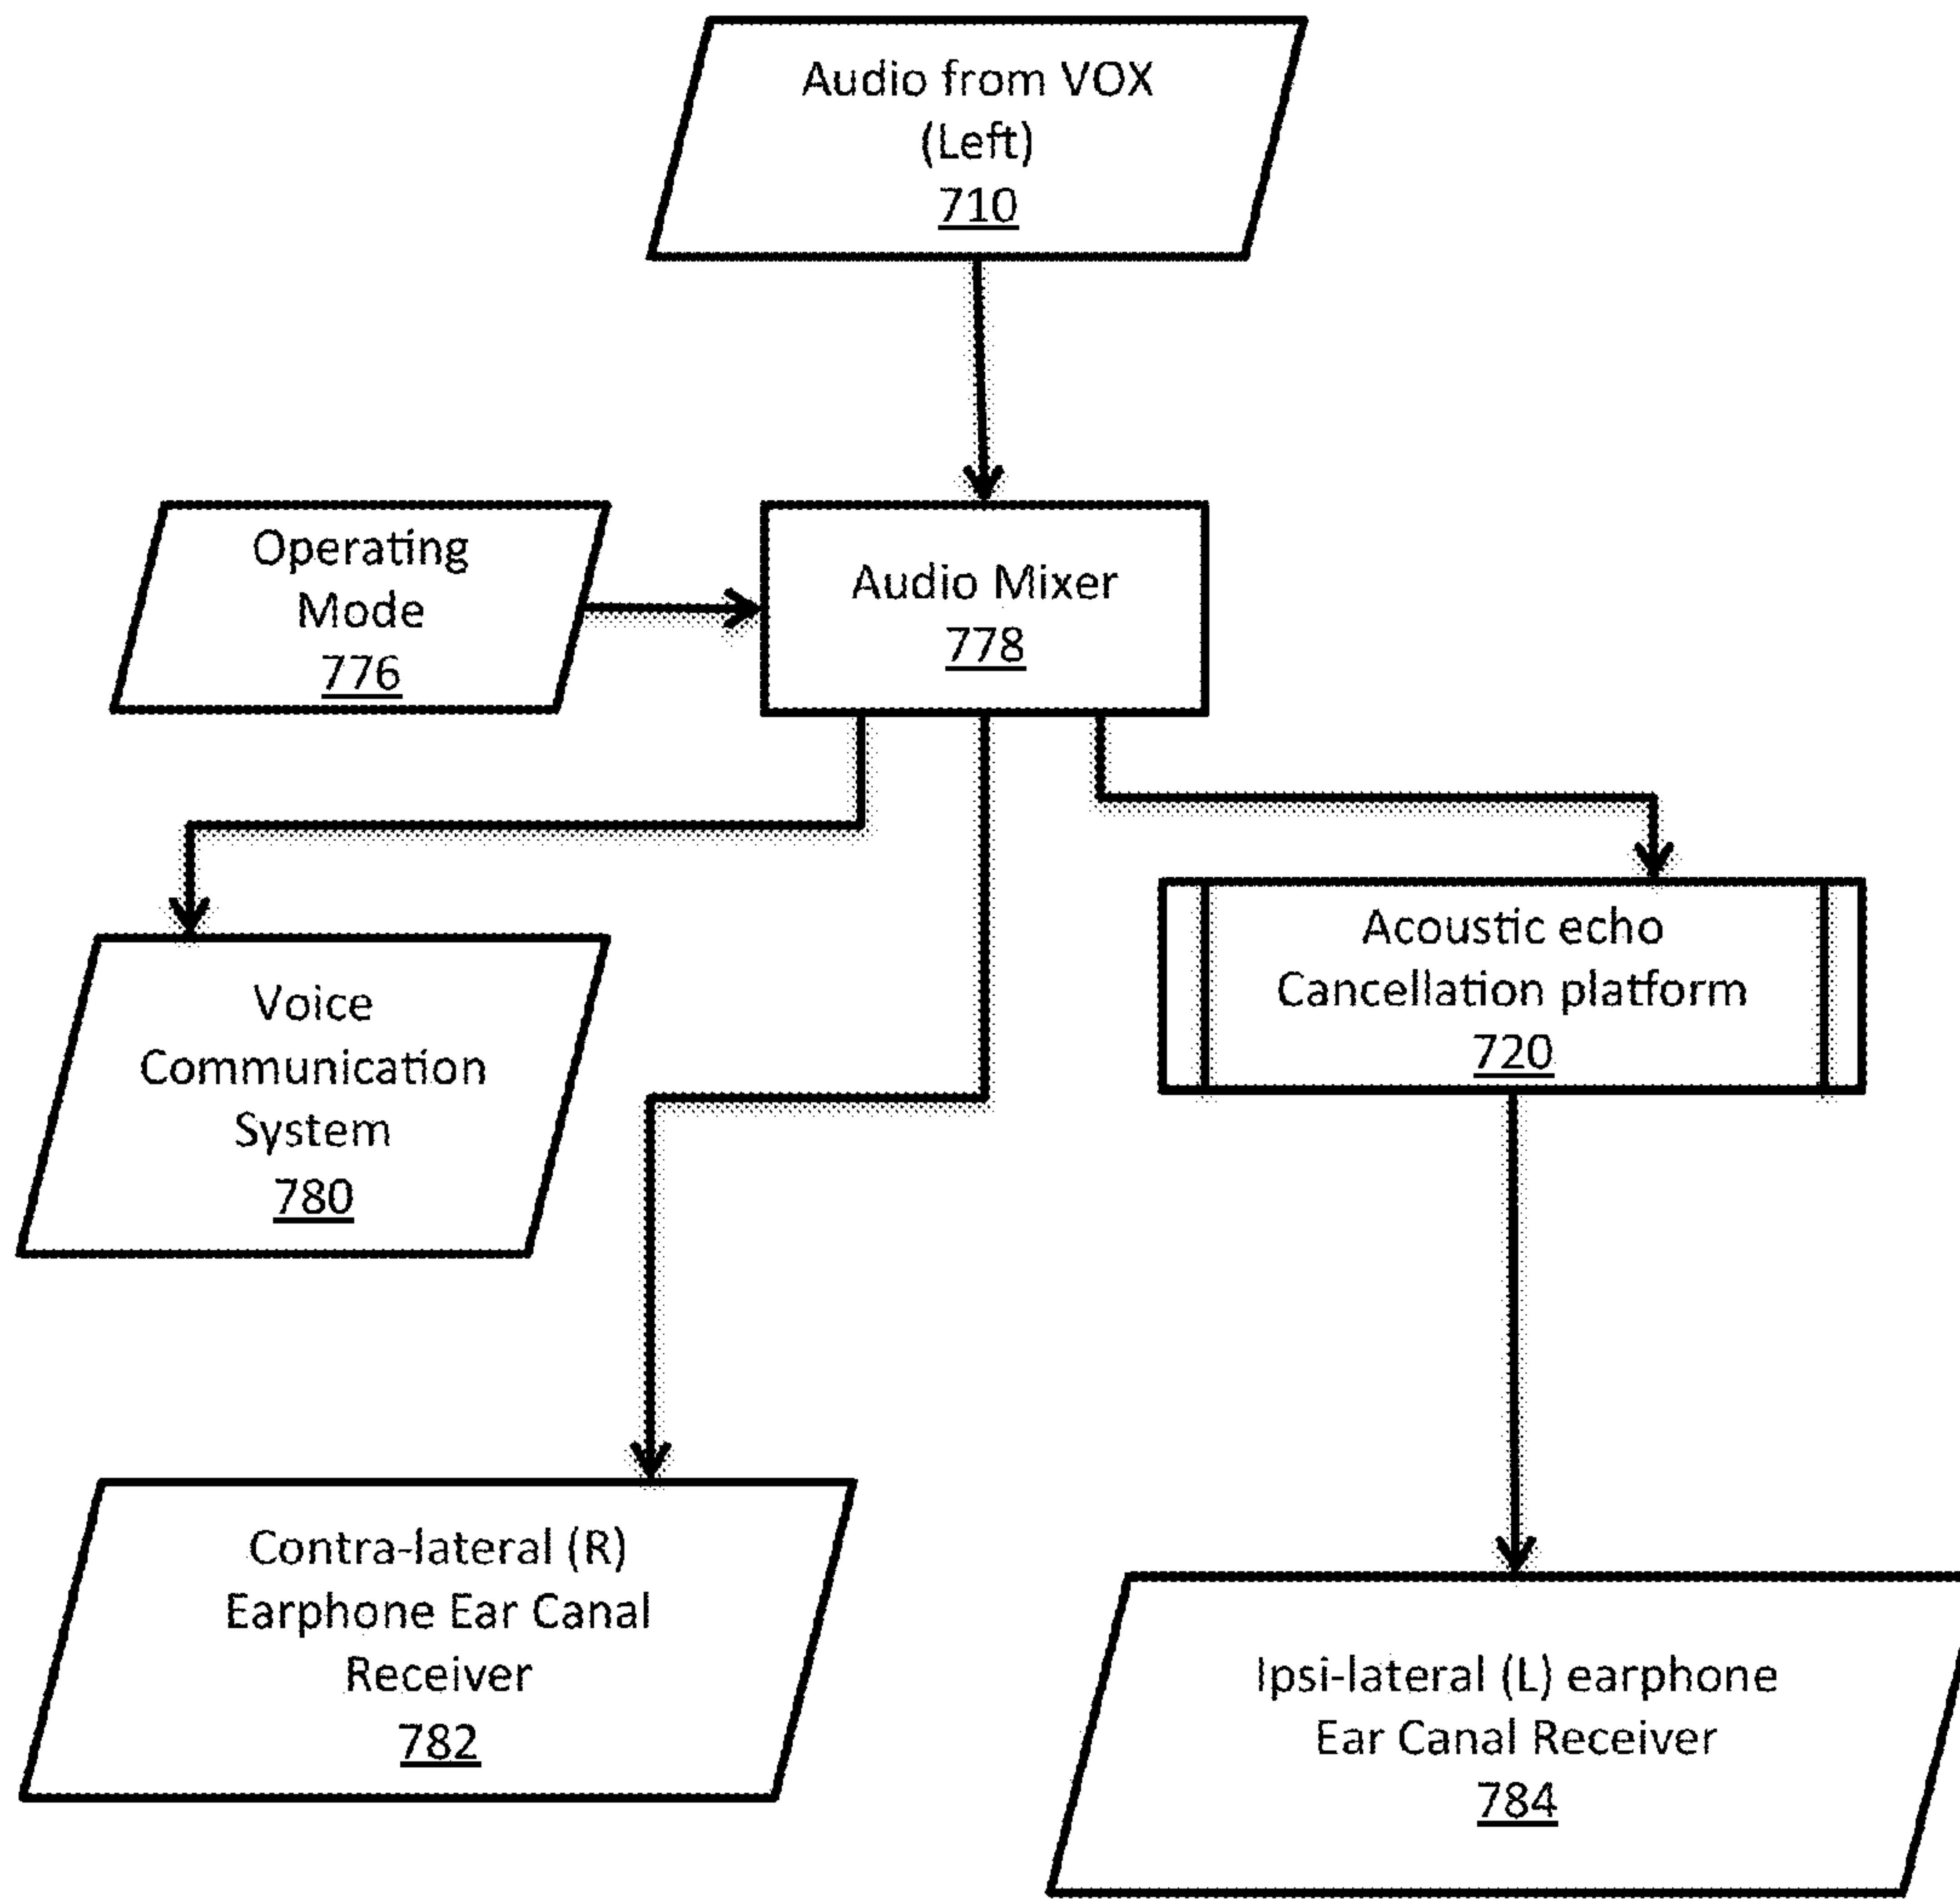 Audio from VOX
(Left)
710
Operating
Mode
776
Audio Mixer
778
Acoustic echo
Cancellation platform
720
Voice
Communication
System
780
Contra-lateral (R)
Earphone Ear Canal
Receiver
782
Ipsi-lateral (L) earphone
Ear Canal Receiver
784